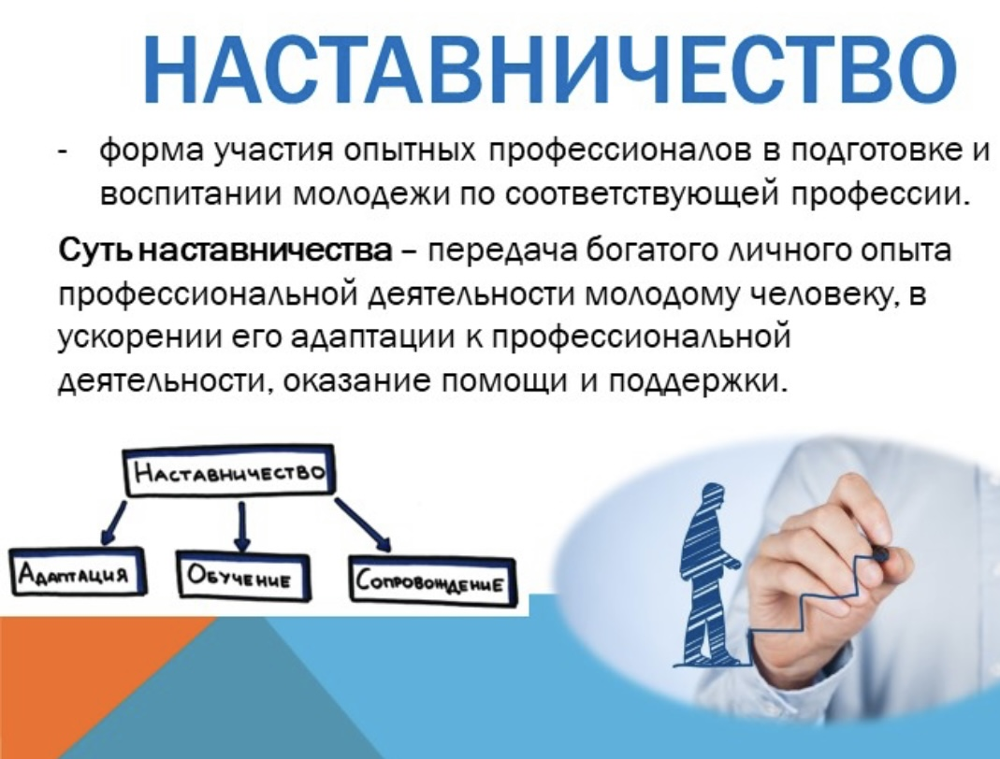 НАСТАВНИЧЕСТВО
- форма участия опытных профессионалов в подготовке и
воспитании молодежи по соответствующей профессии.
Суть наставничества – передача богатого личного опыта
профессиональной деятельности молодому человеку, в
ускорении его адаптации к профессиональной
деятельности, оказание помощи и поддержки.
Наставничество
Адаптация
Обучение
Сопровождение